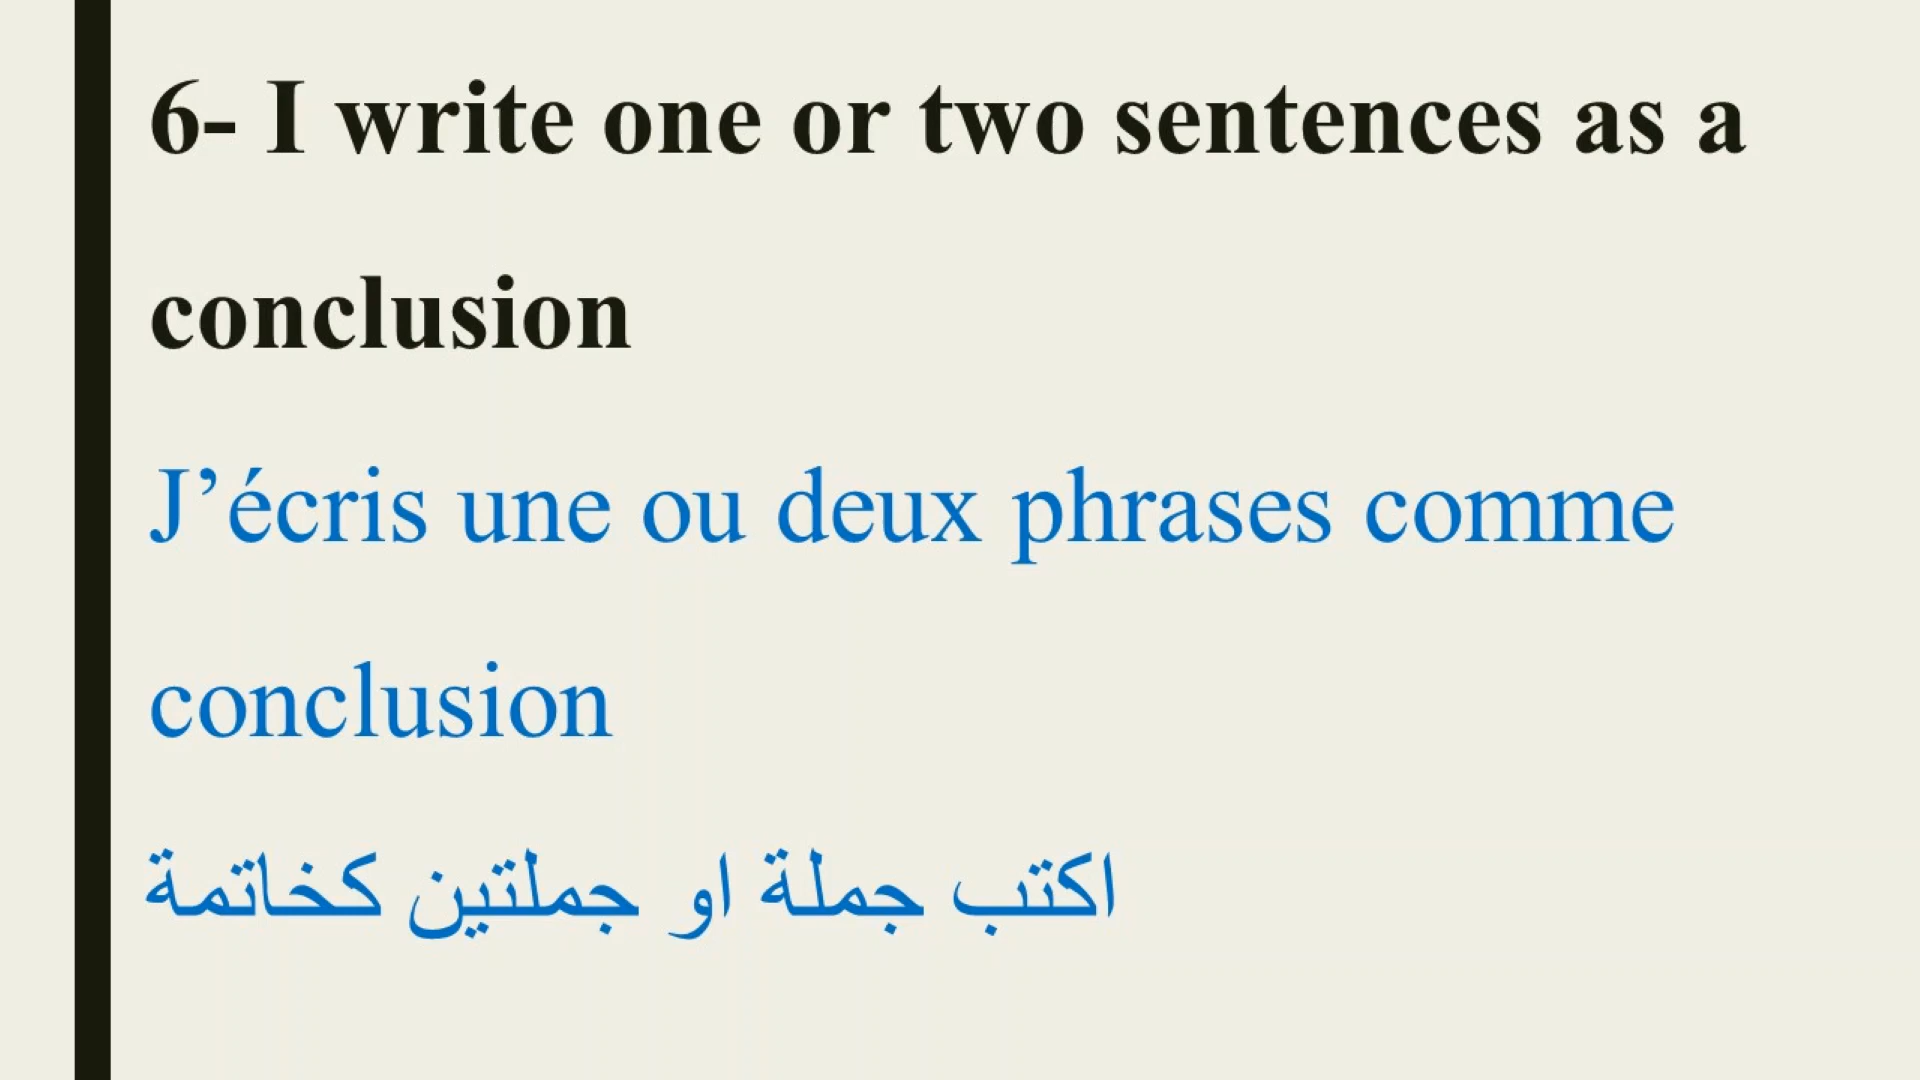 6- I write one or two sentences as a
conclusion
J’écris une ou deux phrases comme
conclusion
اكتب جملة او جملتين كخاتمة